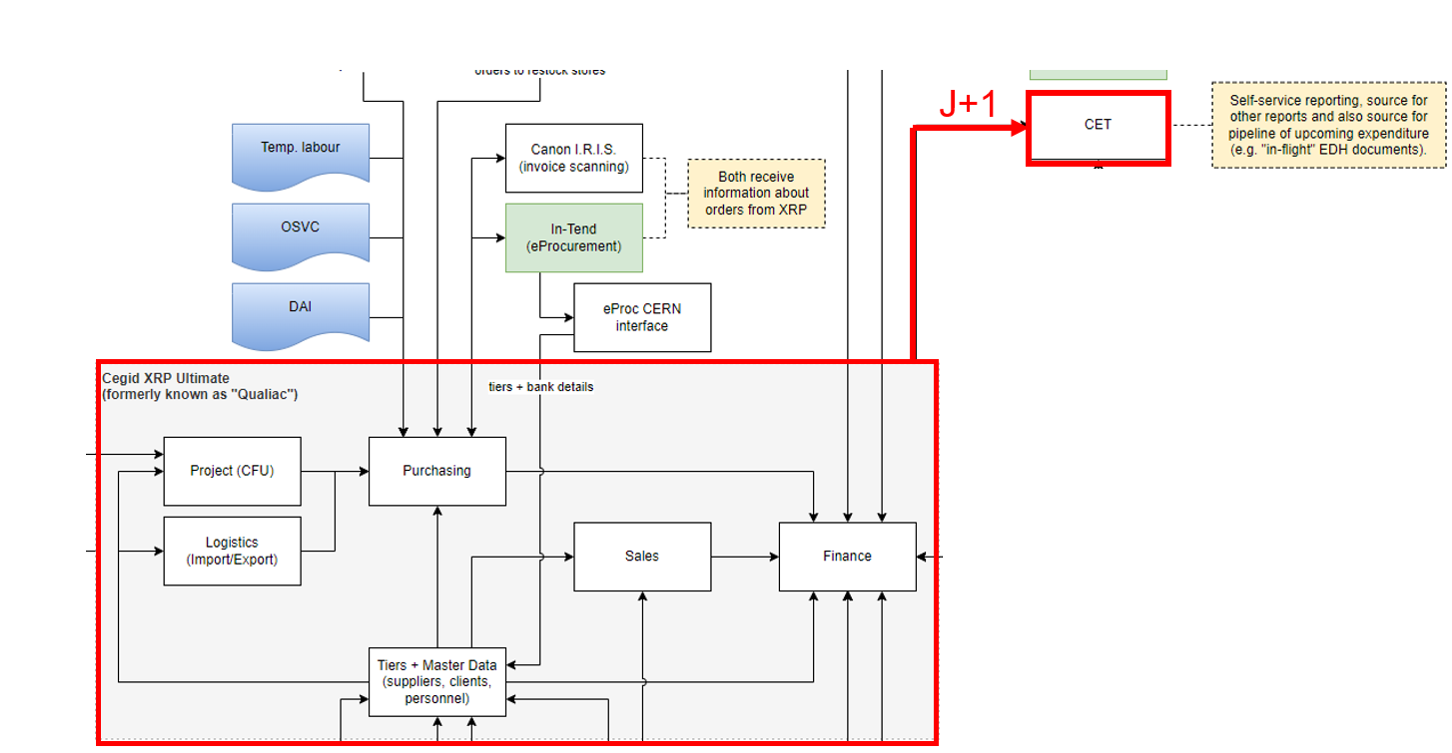 orders to restock stores
J+1
CET
Self-service reporting, source for
other reports and also source for
pipeline of upcoming expenditure
(e.g. "in-flight" EDH documents).
Temp. labour
Canon I.R.I.S.
(invoice scanning)
Both receive
information about
orders from XRP
OSVC
In-Tend
(eProcurement)
DAI
eProc CERN
interface
Cegid XRP Ultimate
(formerly known as "Qualiac")
tiers + bank details
Project (CFU)
Purchasing
Logistics
(Import/Export)
Sales
Finance
Tiers + Master Data
(suppliers, clients,
personnel)